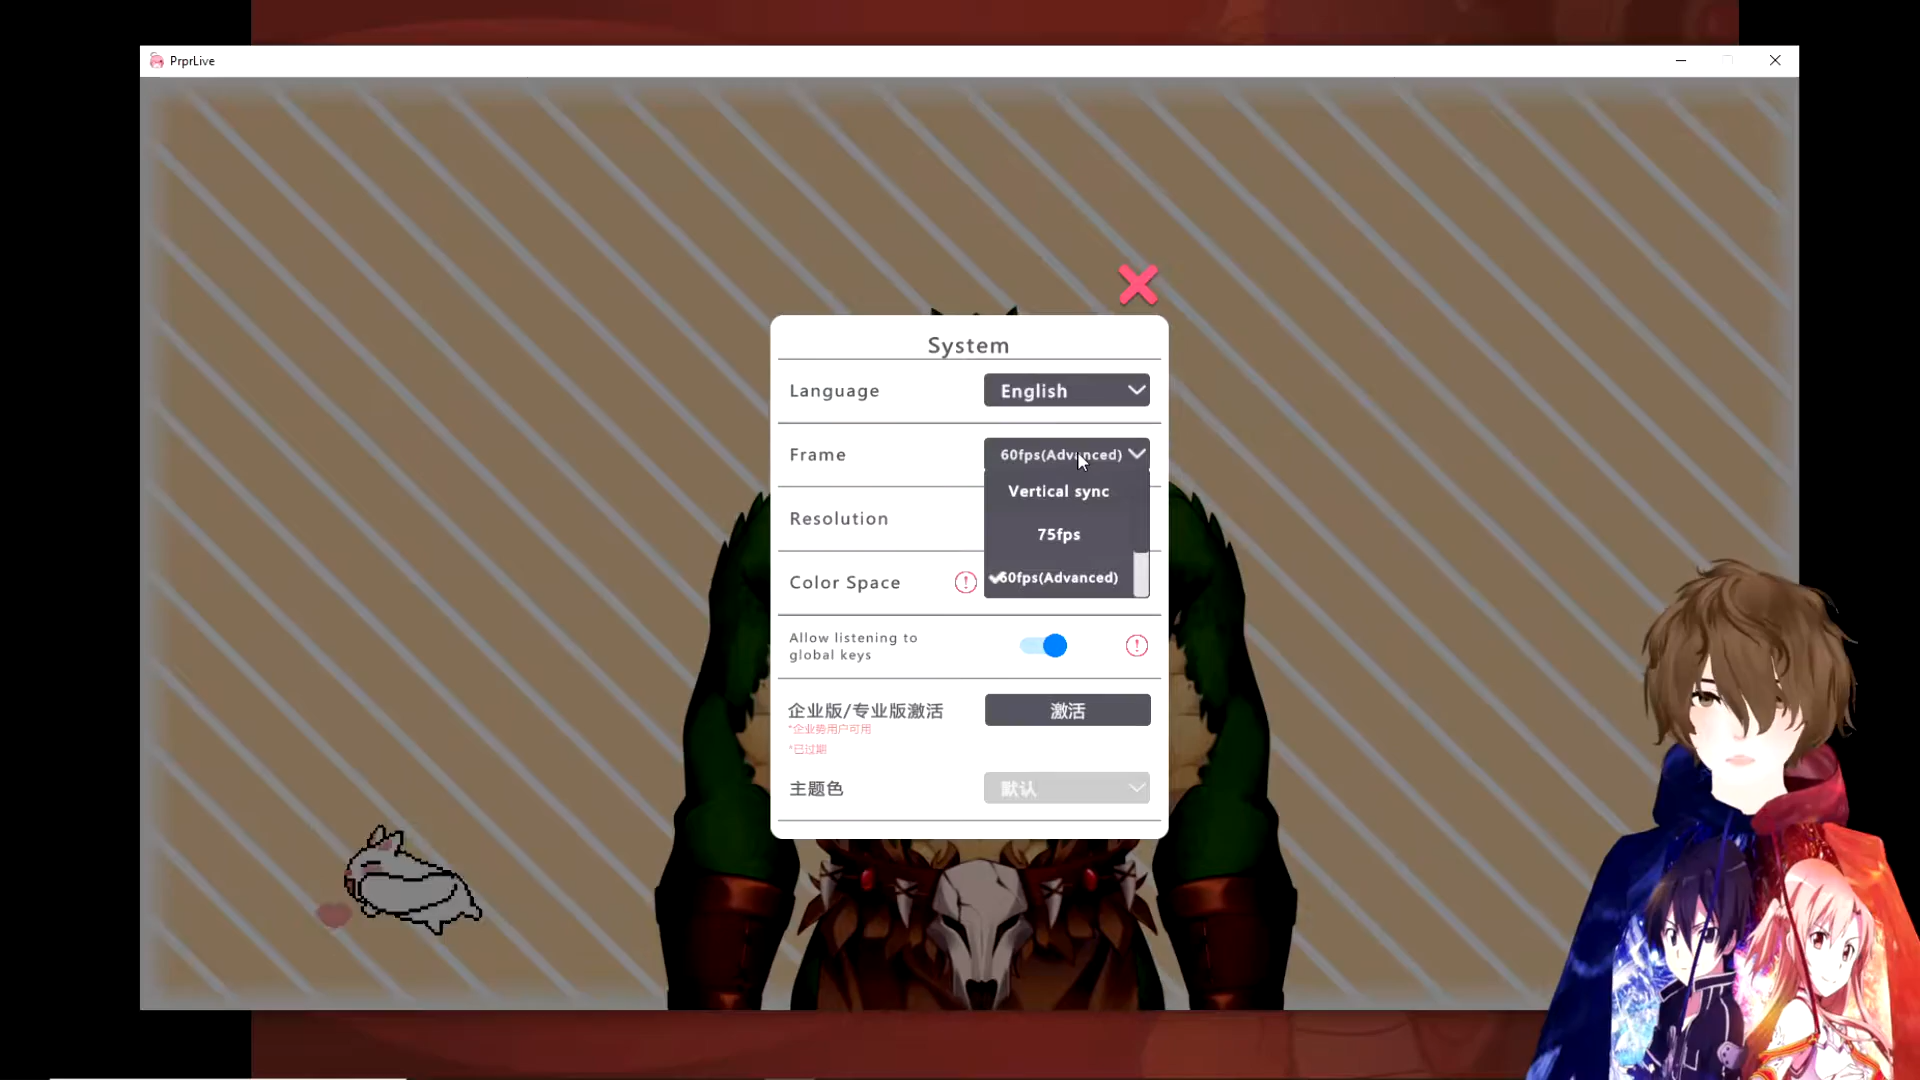 PrprLive
System
Language
English
Frame
60fps(Advanced)
Vertical sync
75fps
60fps(Advanced)
Resolution
Color Space
Allow listening to
global keys
企业版/专业版激活
激活
*企业势用户可用
*已过期
主题色
默认